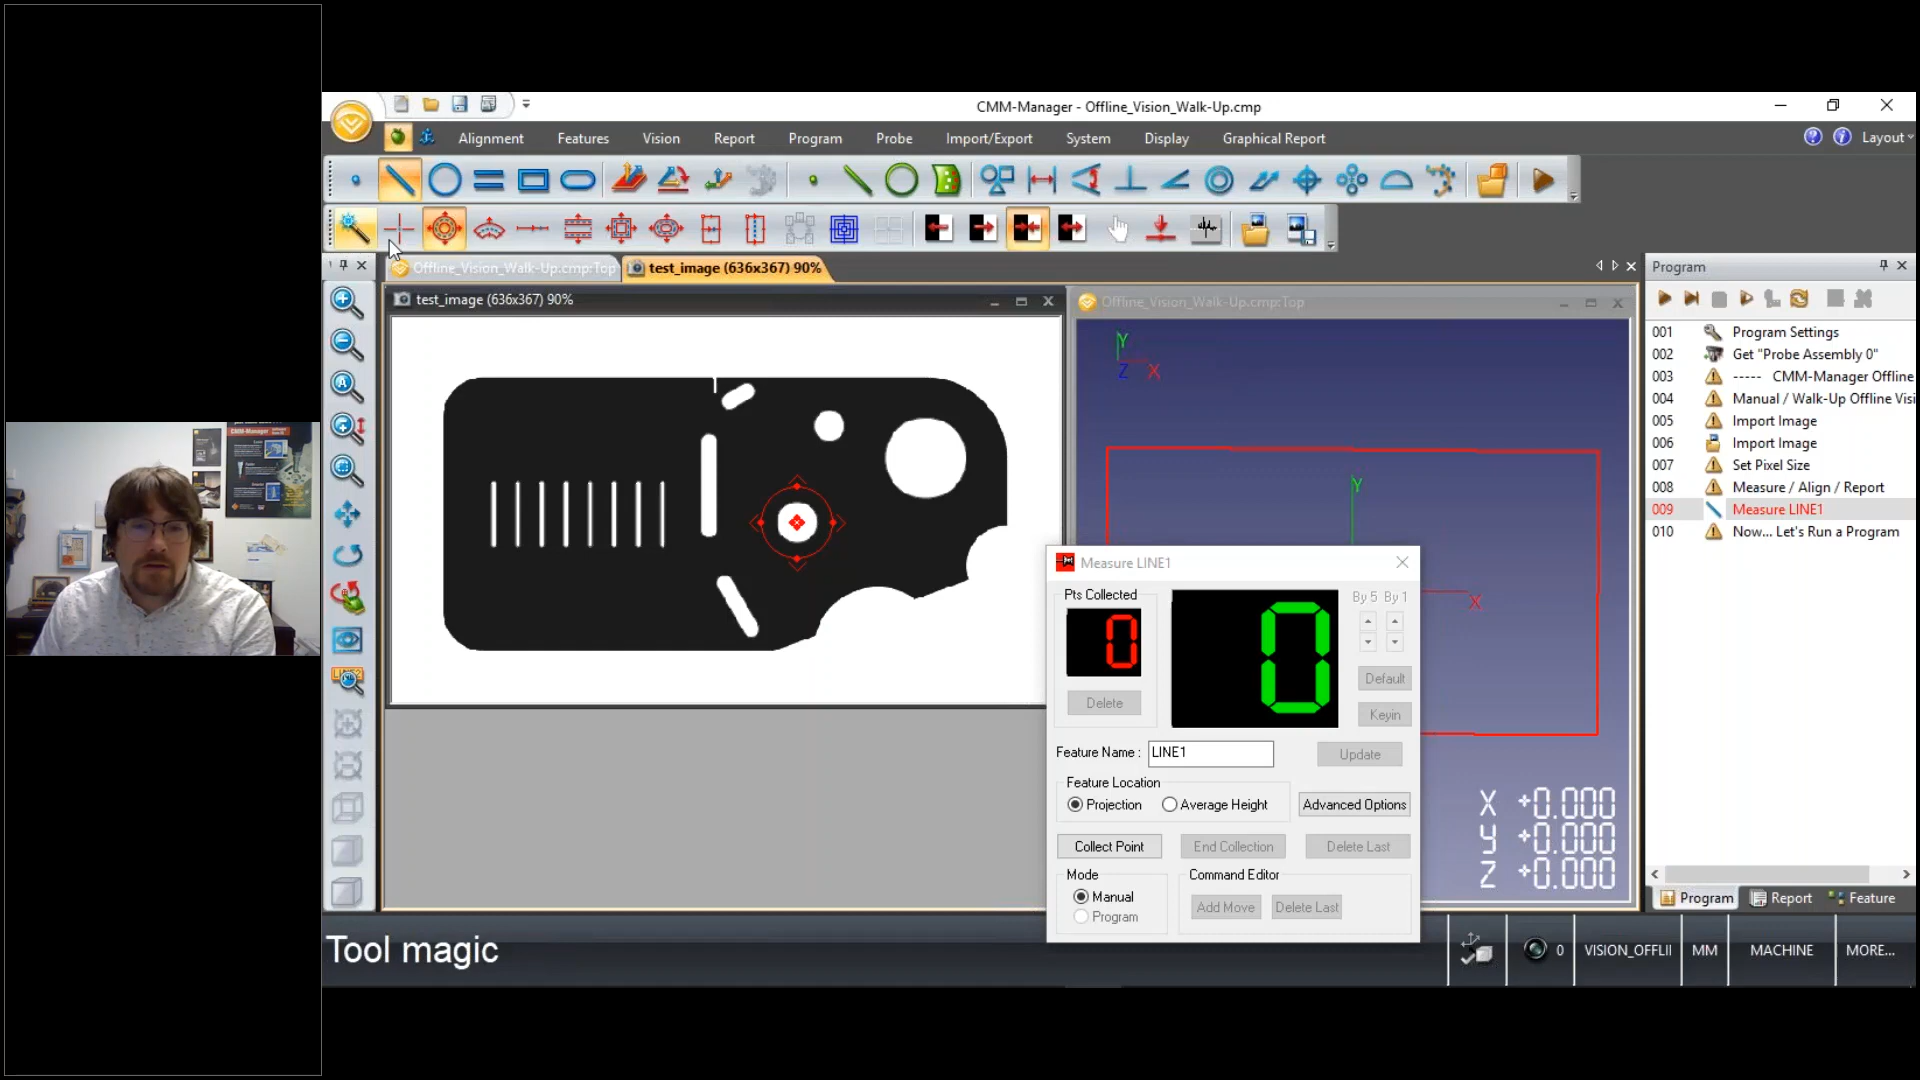 CMM-Manager - Offline_Vision_Walk-Up.cmp
Alignment Features Vision Report Program Probe Import/Export System Display Graphical Report Layout
Offline_Vision_Walk-Up.cmp:Top
test_image (636x367) 90%
test_image (636x367) 90%
Offline_Vision_Walk-Up.cmp:Top
Y
Z X
Y
X
X +0.000
Y +0.000
Z +0.000
Measure LINE1
Pts Collected
0
0
By 5 By 1
Delete
Default
Keyin
Feature Name : LINE1
Update
Feature Location
Projection Average Height
Advanced Options
Collect Point End Collection Delete Last
Mode
Manual
Program
Command Editor
Add Move Delete Last
Program
001 Program Settings
002 Get "Probe Assembly 0"
003 ----- CMM-Manager Offline
004 Manual / Walk-Up Offline Visi
005 Import Image
006 Import Image
007 Set Pixel Size
008 Measure / Align / Report
009 Measure LINE1
010 Now... Let's Run a Program
Program Report Feature
Tool magic
0 VISION_OFFLI MM MACHINE MORE...